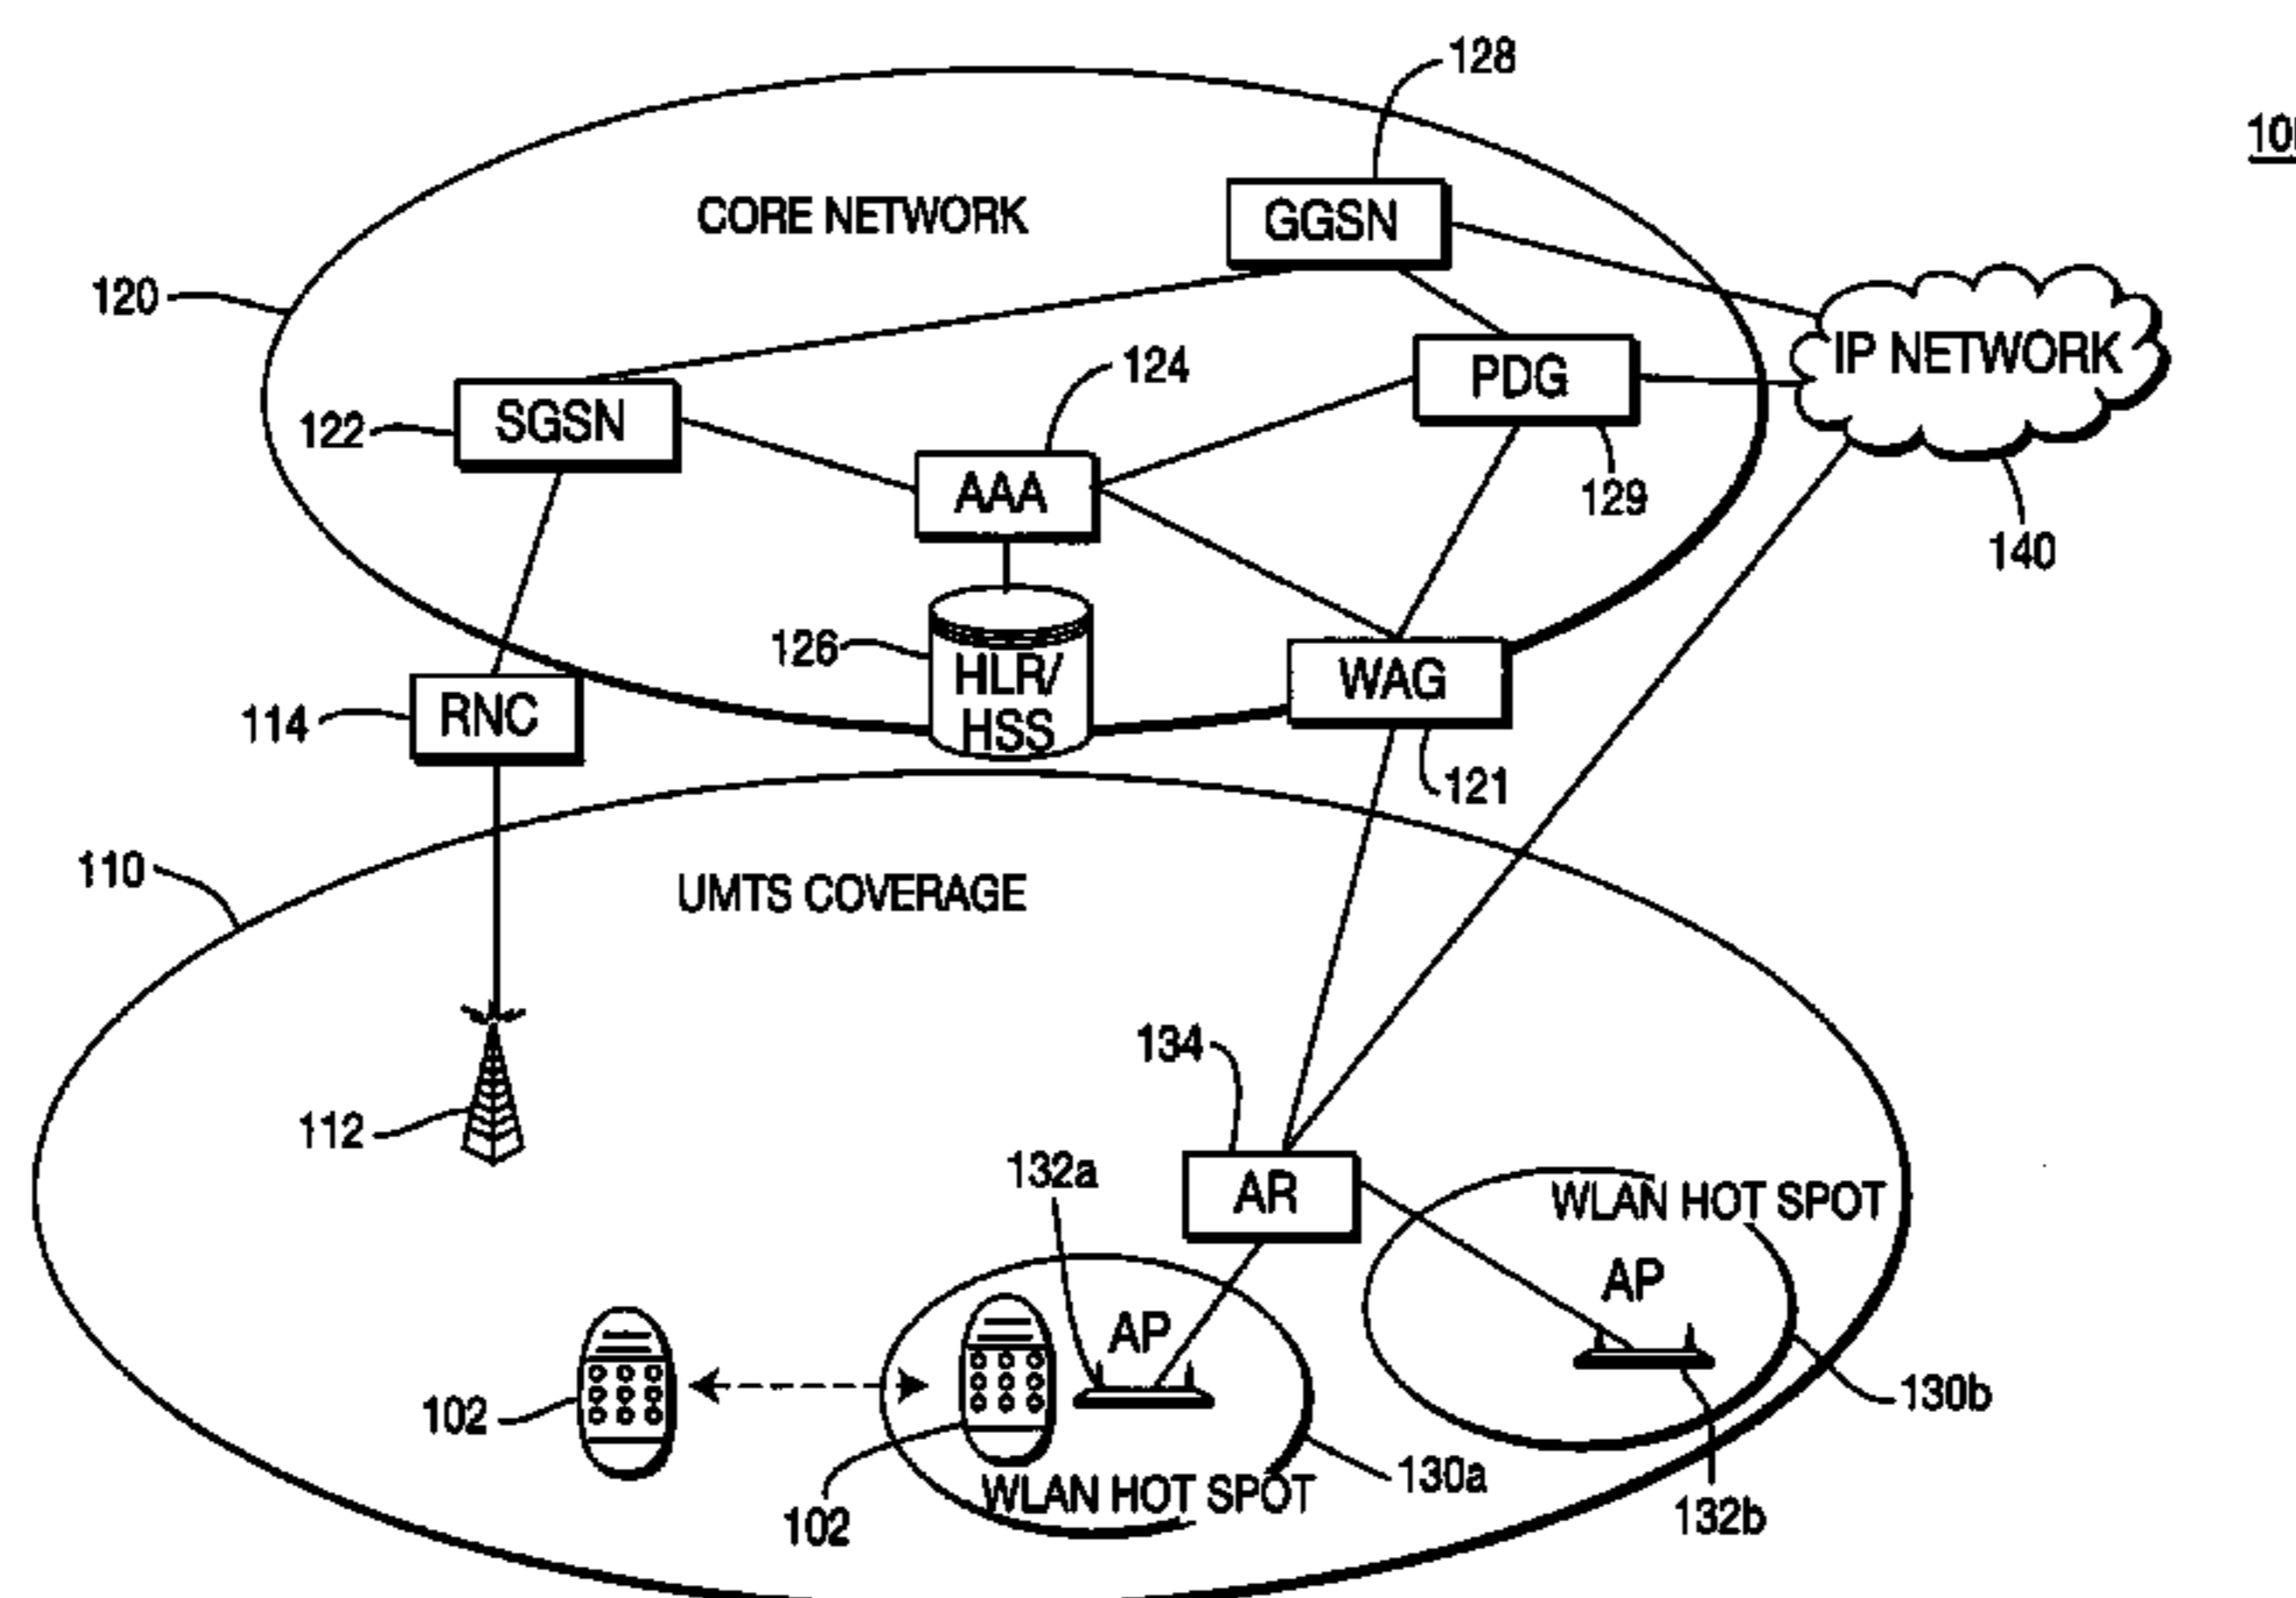 128
10
CORE NETWORK
GGSN
120
IP NETWORK
124
PDG
122
SGSN
AAA
129
140
126
HLR/
HSS
WAG
114
RNC
121
110
UMTS COVERAGE
134
112
132a
AR
WLAN HOT SPOT
AP
AP
102
130b
130a
WLAN HOT SPOT
102
132b